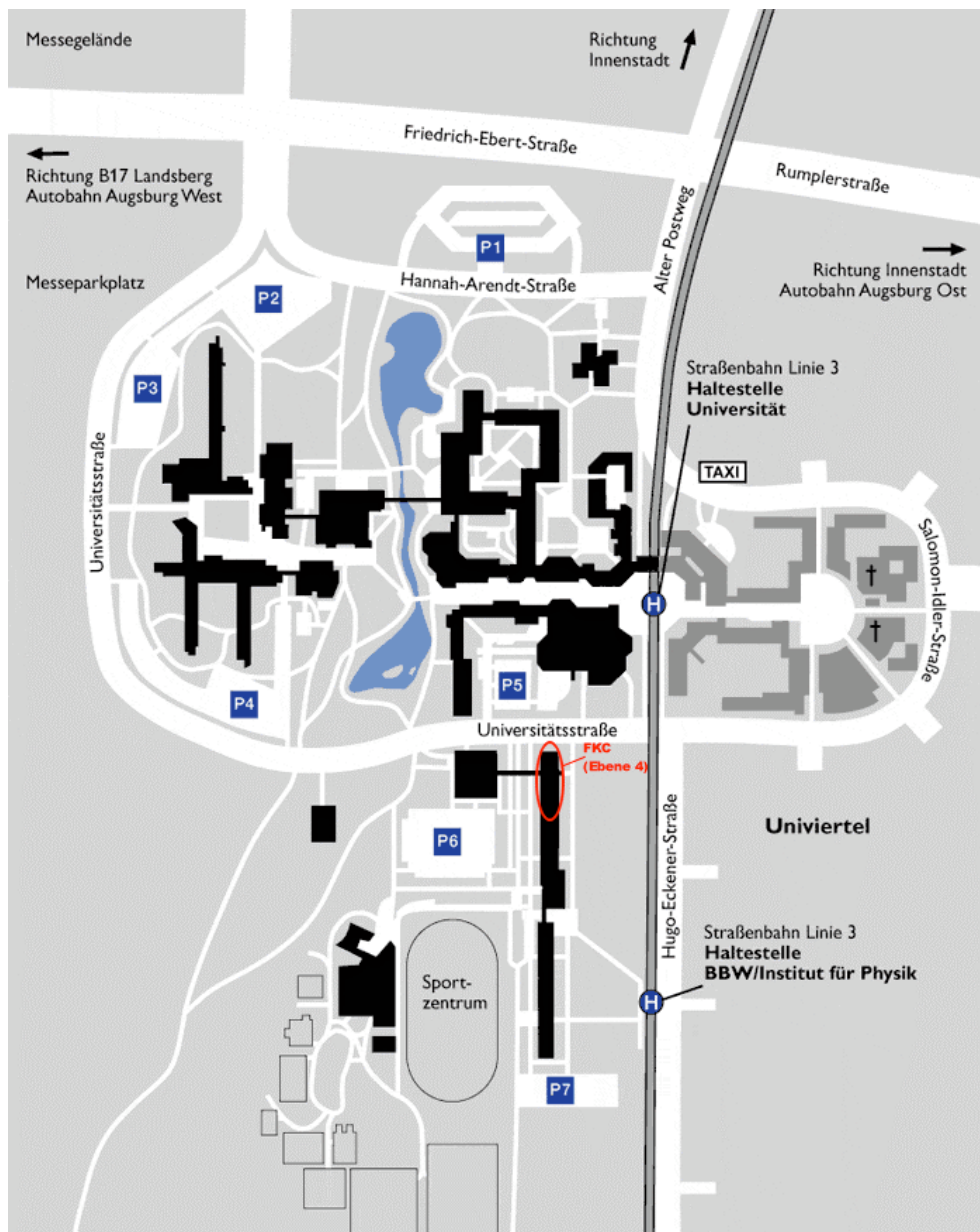 Messegelände
Richtung
Innenstadt
Friedrich-Ebert-Straße
Rumplerstraße
Richtung B17 Landsberg
Autobahn Augsburg West
Alter Postweg
P1
Richtung Innenstadt
Autobahn Augsburg Ost
Messeparkplatz
P2
Hannah-Arendt-Straße
Straßenbahn Linie 3
Haltestelle
Universität
P3
TAXI
Universitätsstraße
Salomon-Idler-Straße
H
P4
P5
Universitätsstraße
FKC
(Ebene 4)
P6
Hugo-Eckener-Straße
Univiertel
Straßenbahn Linie 3
Haltestelle
BBW/Institut für Physik
Sport-
zentrum
H
P7